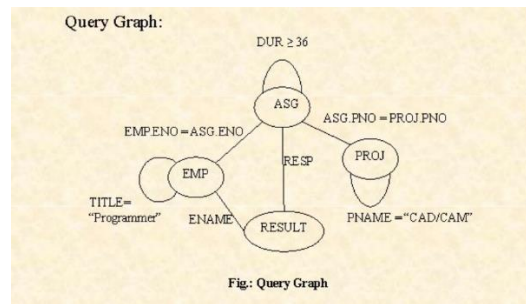 Query Graph:
DUR ≥ 36
ASG
ASG.PNO = PROJ.PNO
EMP.ENO = ASG.ENO
RESP
PROJ
EMP
TITLE=
"Programmer"
ENAME
RESULT
PNAME ="CAD/CAM"
Fig.: Query Graph